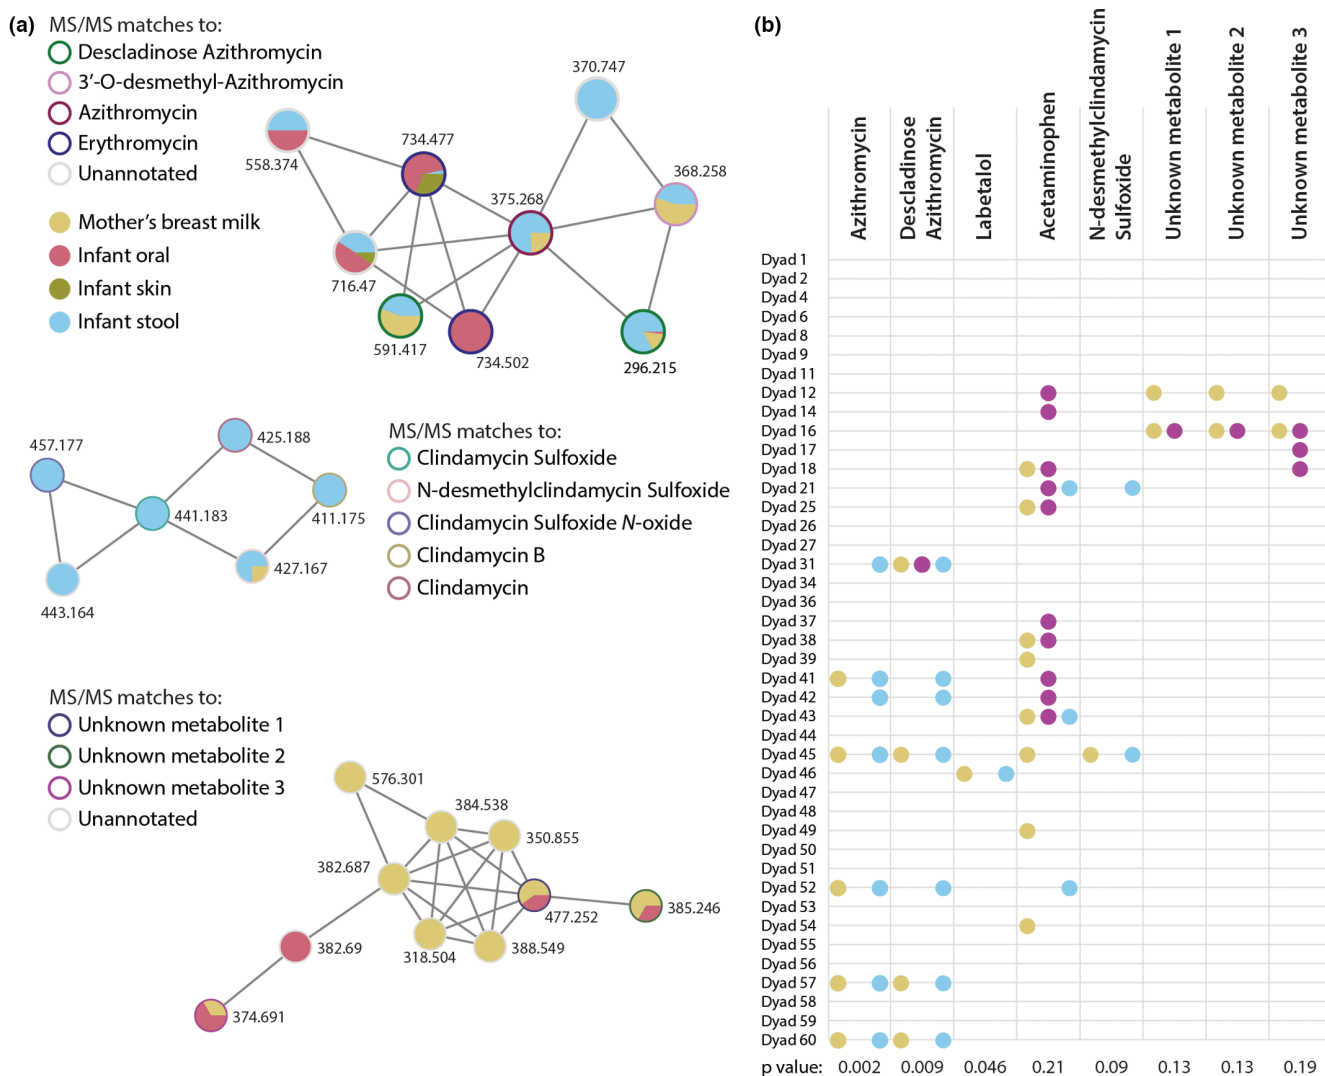 (a)
MS/MS matches to:
Descladinose Azithromycin
3'-O-desmethyl-Azithromycin
Azithromycin
Erythromycin
Unannotated
Mother's breast milk
Infant oral
Infant skin
Infant stool
370.747
558.374
734.477
368.258
375.268
716.47
591.417
734.502
296.215
457.177
425.188
441.183
411.175
427.167
443.164
MS/MS matches to:
Clindamycin Sulfoxide
N-desmethylclindamycin Sulfoxide
Clindamycin Sulfoxide N-oxide
Clindamycin B
Clindamycin
MS/MS matches to:
Unknown metabolite 1
Unknown metabolite 2
Unknown metabolite 3
Unannotated
576.301
384.538
350.855
382.687
477.252
385.246
318.504
388.549
382.69
374.691
(b)
Azithromycin
Descladinose
Azithromycin
Labetalol
Acetaminophen
N-desmethylclindamycin
Sulfoxide
Unknown metabolite 1
Unknown metabolite 2
Unknown metabolite 3
Dyad 1
Dyad 2
Dyad 4
Dyad 6
Dyad 8
Dyad 9
Dyad 11
Dyad 12
Dyad 14
Dyad 16
Dyad 17
Dyad 18
Dyad 21
Dyad 25
Dyad 26
Dyad 27
Dyad 31
Dyad 34
Dyad 36
Dyad 37
Dyad 38
Dyad 39
Dyad 41
Dyad 42
Dyad 43
Dyad 44
Dyad 45
Dyad 46
Dyad 47
Dyad 48
Dyad 49
Dyad 50
Dyad 51
Dyad 52
Dyad 53
Dyad 54
Dyad 55
Dyad 56
Dyad 57
Dyad 58
Dyad 59
Dyad 60
p value: 0.002 0.009 0.046 0.21 0.09 0.13 0.13 0.19